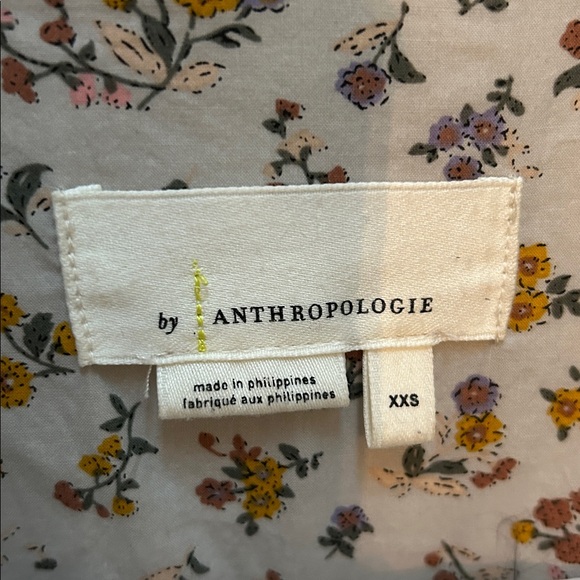 by ANTHROPOLOGIE
made in philippines
fabriqué aux philippines
XXS